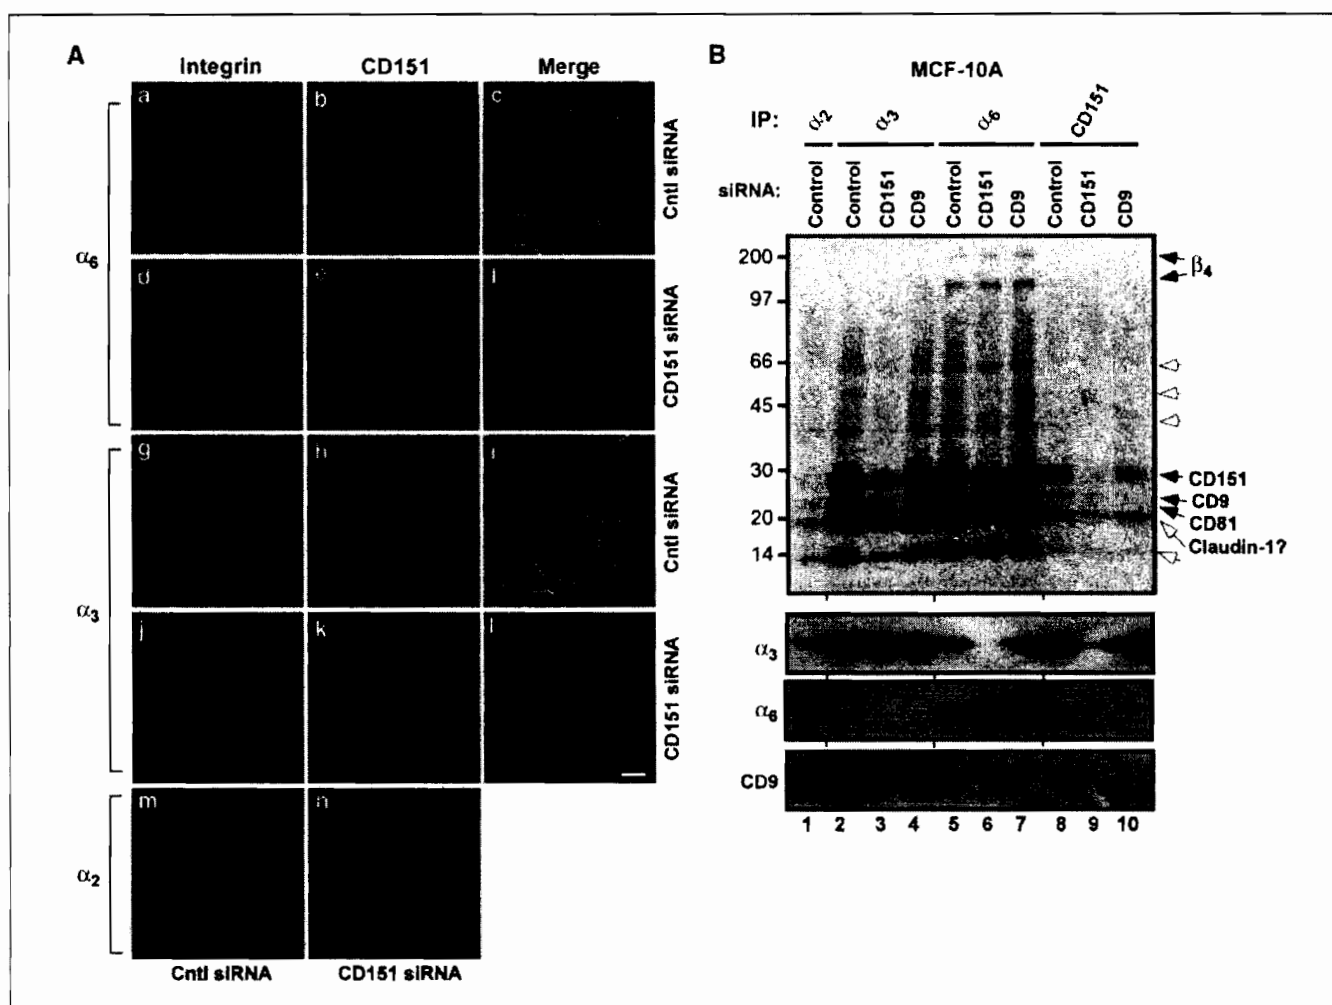 A
Integrin CD151 Merge
a b c
Cntl siRNA
α6
d e f
CD151 siRNA
g h i
Cntl siRNA
α3
j k l
CD151 siRNA
m n
α2
Cntl siRNA CD151 siRNA
B
MCF-10A
IP: α2 α3 α6 CD151
siRNA: Control Control CD151 CD9 Control CD151 CD9 Control CD151 CD9
200
97
66
45
30
20
14
β4
CD151
CD9
CD81
Claudin-1?
α3
α6
CD9
1 2 3 4 5 6 7 8 9 10